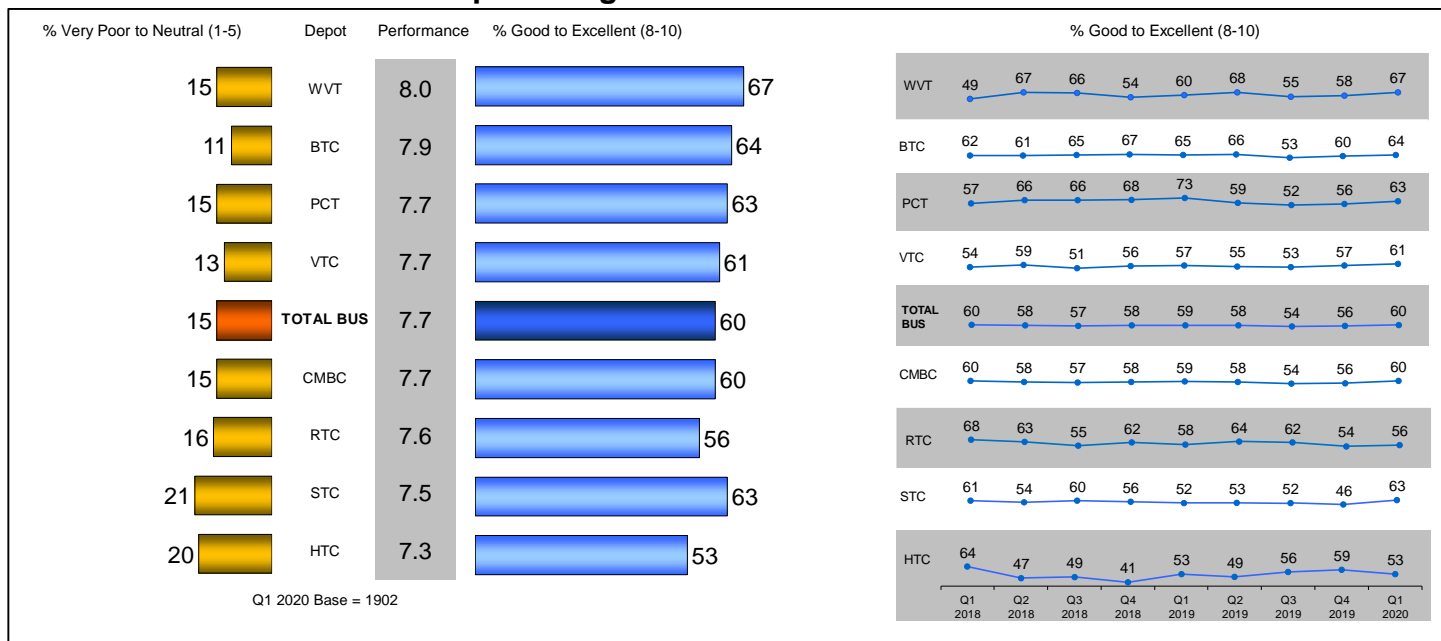 % Very Poor to Neutral (1-5) Depot Performance % Good to Excellent (8-10)
15 WVT 8.0 67
11 BTC 7.9 64
15 PCT 7.7 63
13 VTC 7.7 61
15 TOTAL BUS 7.7 60
15 CMBC 7.7 60
16 RTC 7.6 56
21 STC 7.5 63
20 HTC 7.3 53
Q1 2020 Base = 1902
% Good to Excellent (8-10)
WVT 49 67 66 54 60 68 55 58 67
BTC 62 61 65 67 65 66 53 60 64
PCT 57 66 66 68 73 59 52 56 63
VTC 54 59 51 56 57 55 53 57 61
TOTAL
BUS 60 58 57 58 59 58 54 56 60
CMBC 60 58 57 58 59 58 54 56 60
RTC 68 63 55 62 58 64 62 54 56
STC 61 54 60 56 52 53 52 46 63
HTC 64 47 49 41 53 49 56 59 53
Q1 Q2 Q3 Q4 Q1 Q2 Q3 Q4 Q1
2018 2018 2018 2018 2019 2019 2019 2019 2020